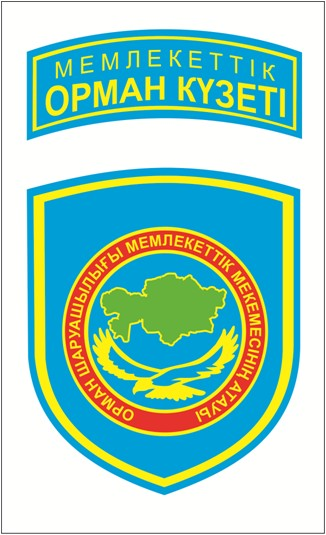 МЕМЛЕКЕТТІК
ОРМАН КҮЗЕТІ
ОРМАН ШАРУАШЫЛЫҒЫ МЕМЛЕКЕТТІК МЕКЕМЕСІНІҢ АТАУЫ